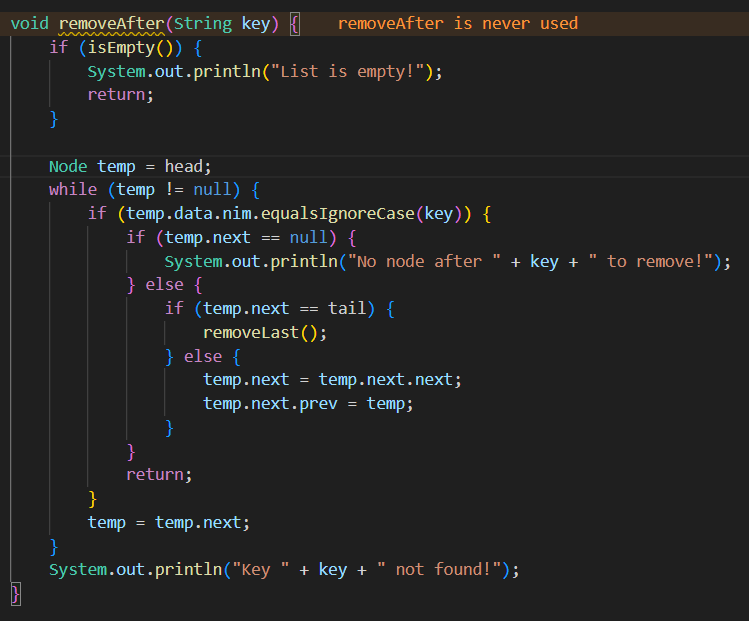 void removeAfter(String key) {    removeAfter is never used
    if (isEmpty()) {
        System.out.println("List is empty!");
        return;
    }

    Node temp = head;
    while (temp != null) {
        if (temp.data.nim.equalsIgnoreCase(key)) {
            if (temp.next == null) {
                System.out.println("No node after " + key + " to remove!");
            } else {
                if (temp.next == tail) {
                    removeLast();
                } else {
                    temp.next = temp.next.next;
                    temp.next.prev = temp;
                }
            }
            return;
        }
        temp = temp.next;
    }
    System.out.println("Key " + key + " not found!");
}